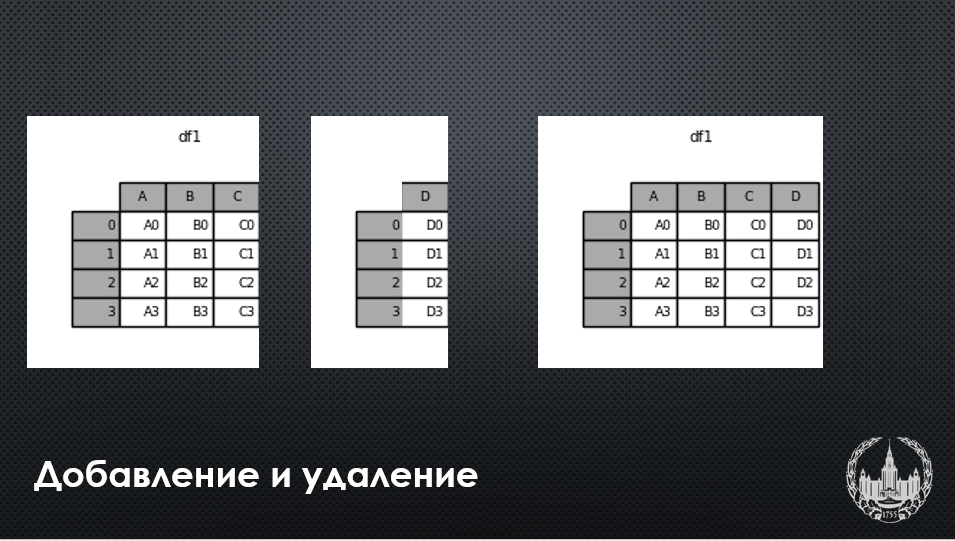 df1
A B C
0 A0 B0 C0
1 A1 B1 C1
2 A2 B2 C2
3 A3 B3 C3
D
0 D0
1 D1
2 D2
3 D3
df1
A B C D
0 A0 B0 C0 D0
1 A1 B1 C1 D1
2 A2 B2 C2 D2
3 A3 B3 C3 D3
Добавление и удаление
1755